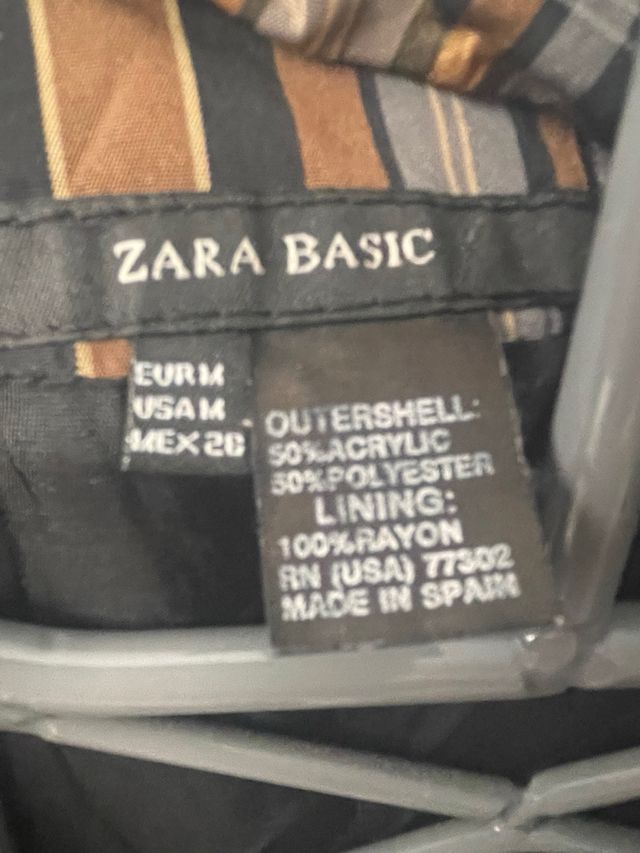 ZARA BASIC
EUR M
USA M
MEX 28
OUTERSHELL:
50%ACRYLIC
50%POLYESTER
LINING:
100%RAYON
RN (USA) 77302
MADE IN SPAIN